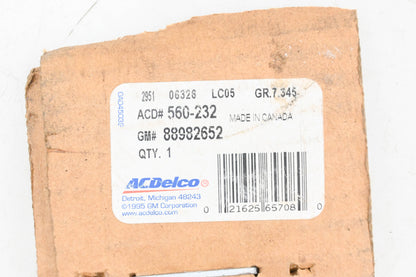 2951 06326 LC05 GR.7.345
ACD# 560-232 MADE IN CANADA
GM# 88982652
QTY. 1
ACDelco®
Detroit, Michigan 48243
©1995 GM Corporation
www.acdelco.com
0 21625 65708 0